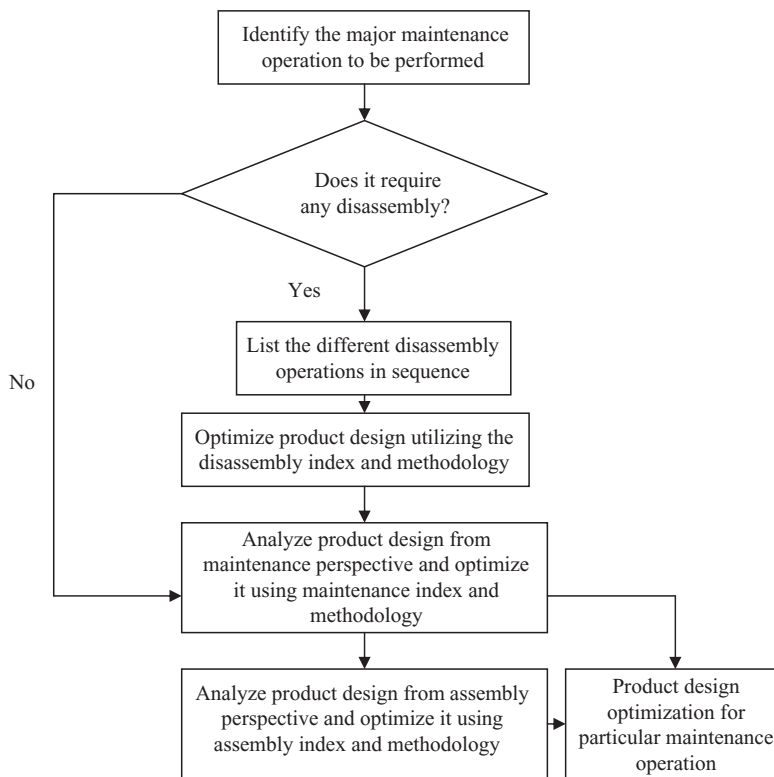 Identify the major maintenance
operation to be performed
Does it require
any disassembly?
Yes
List the different disassembly
operations in sequence
No
Optimize product design utilizing the
disassembly index and methodology
Analyze product design from
maintenance perspective and optimize
it using maintenance index and
methodology
Analyze product design from assembly
perspective and optimize it using
assembly index and methodology
Product design
optimization for
particular maintenance
operation